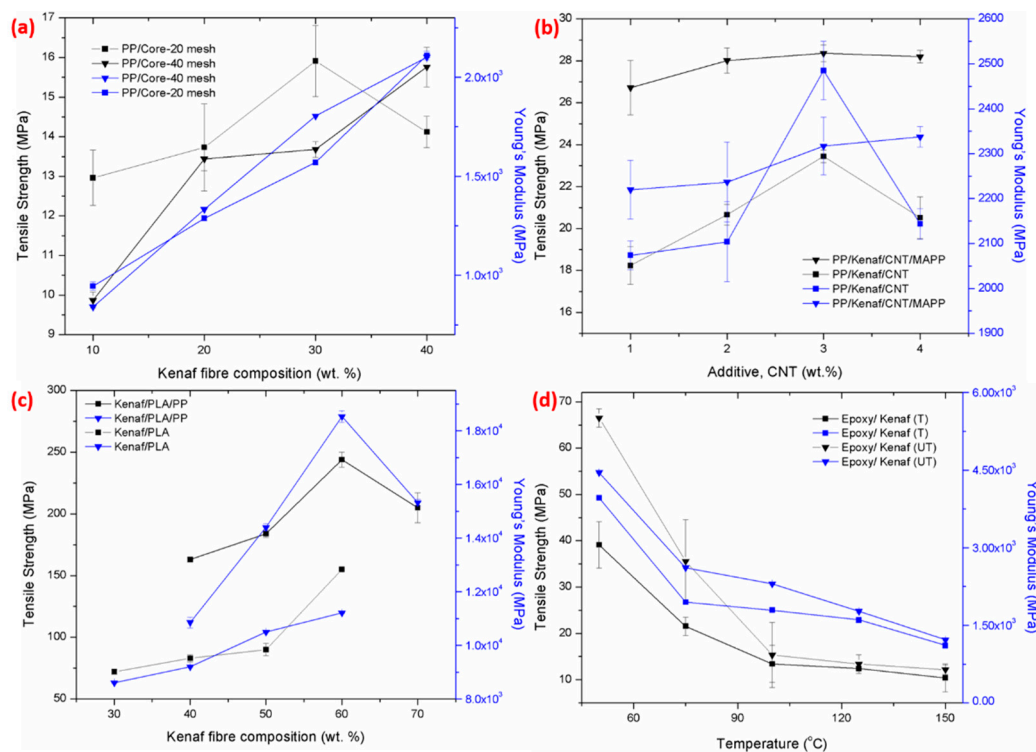 (a)
17
16
15
14
13
12
11
10
9
Tensile Strength (MPa)
PP/Core-20 mesh
PP/Core-40 mesh
PP/Core-40 mesh
PP/Core-20 mesh
2.0x10³
1.5x10³
1.0x10³
Young's Modulus (MPa)
10 20 30 40
Kenaf fibre composition (wt. %)
(b)
30
28
26
24
22
20
18
16
Tensile Strength (MPa)
PP/Kenaf/CNT/MAPP
PP/Kenaf/CNT
PP/Kenaf/CNT
PP/Kenaf/CNT/MAPP
2600
2500
2400
2300
2200
2100
2000
1900
Young's Modulus (MPa)
1 2 3 4
Additive, CNT (wt.%)
(c)
300
250
200
150
100
50
Tensile Strength (MPa)
Kenaf/PLA/PP
Kenaf/PLA/PP
Kenaf/PLA
Kenaf/PLA
1.8x10⁴
1.6x10⁴
1.4x10⁴
1.2x10⁴
1.0x10⁴
8.0x10³
Young's Modulus (MPa)
30 40 50 60 70
Kenaf fibre composition (wt. %)
(d)
70
60
50
40
30
20
10
Tensile Strength (MPa)
Epoxy/ Kenaf (T)
Epoxy/ Kenaf (T)
Epoxy/ Kenaf (UT)
Epoxy/ Kenaf (UT)
6.00x10³
4.50x10³
3.00x10³
1.50x10³
0.00
Young's Modulus (MPa)
60 80 100 120 140
Temperature (°C)